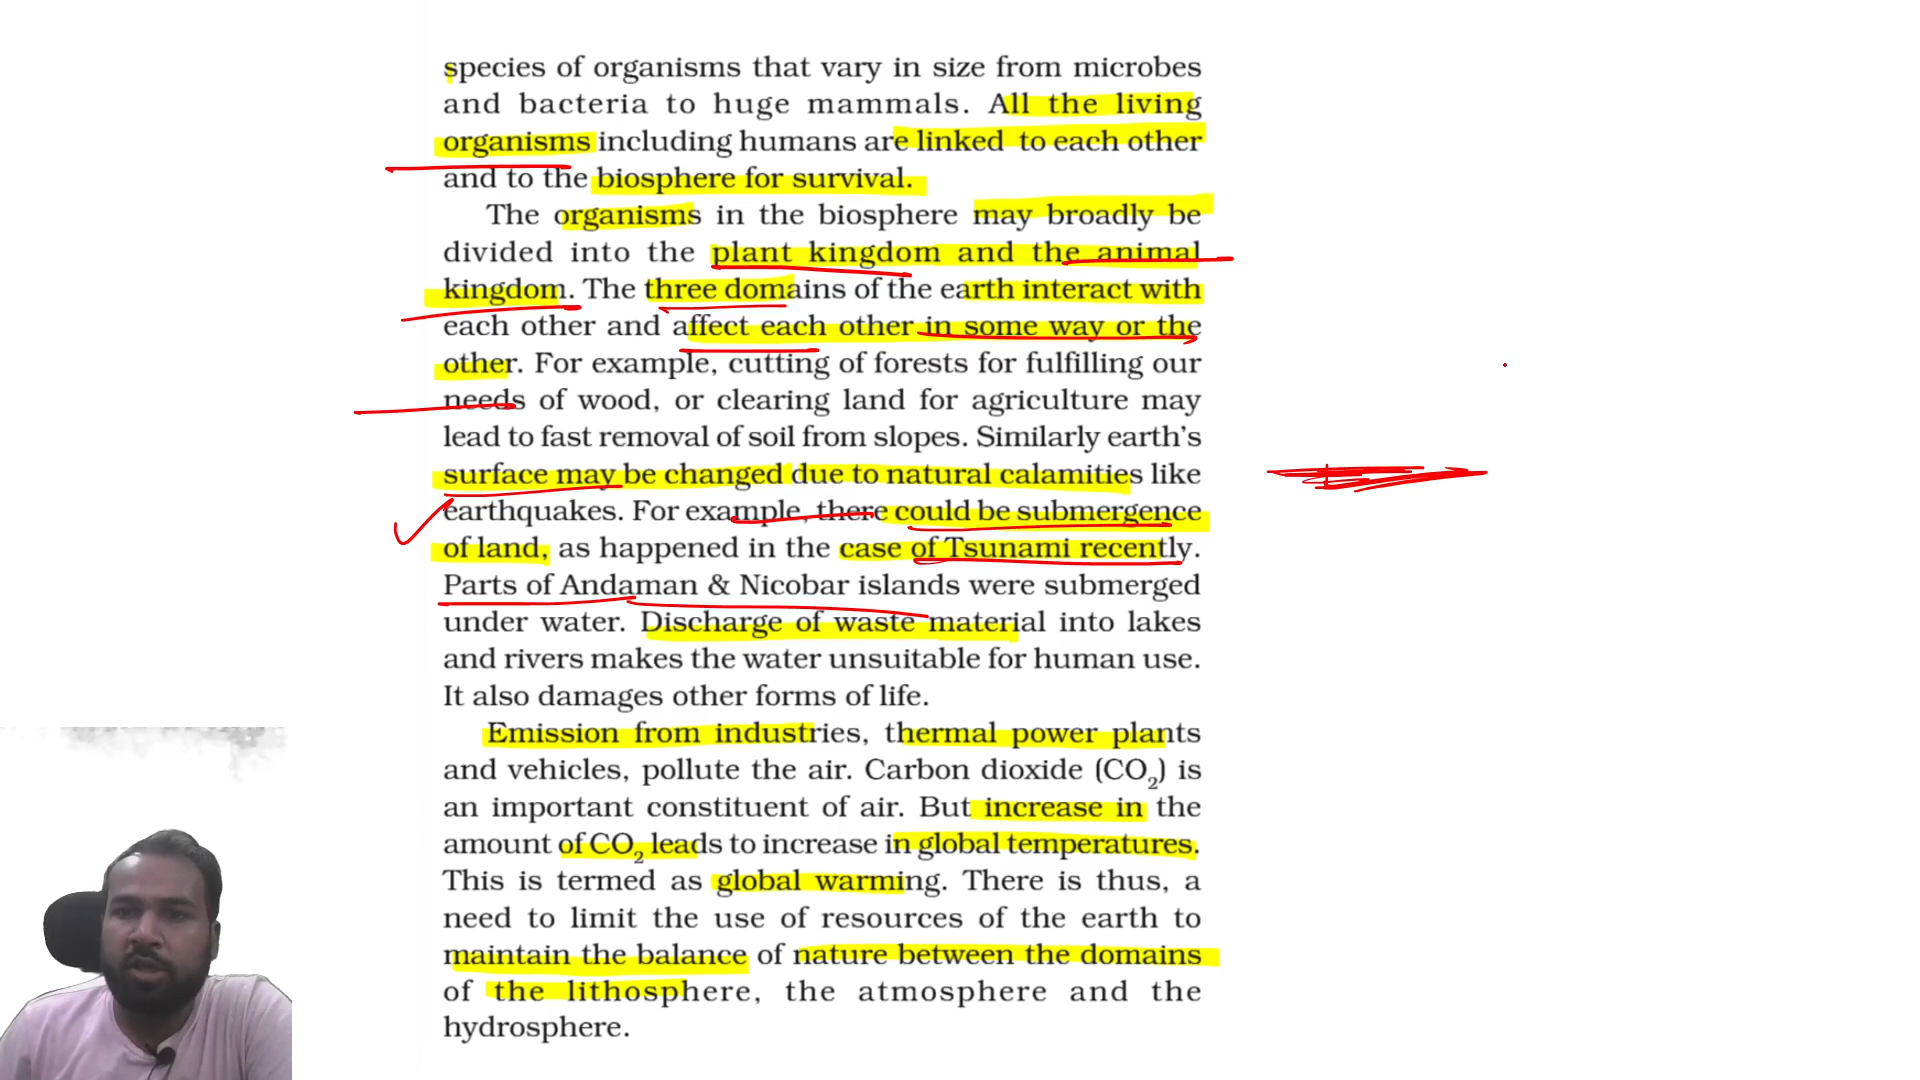 species of organisms that vary in size from microbes
and bacteria to huge mammals. All the living
organisms including humans are linked to each other
and to the biosphere for survival.
The organisms in the biosphere may broadly be
divided into the plant kingdom and the animal
kingdom. The three domains of the earth interact with
each other and affect each other in some way or the
other. For example, cutting of forests for fulfilling our
needs of wood, or clearing land for agriculture may
lead to fast removal of soil from slopes. Similarly earth’s
surface may be changed due to natural calamities like
earthquakes. For example, there could be submergence
of land, as happened in the case of Tsunami recently.
Parts of Andaman & Nicobar islands were submerged
under water. Discharge of waste material into lakes
and rivers makes the water unsuitable for human use.
It also damages other forms of life.
Emission from industries, thermal power plants
and vehicles, pollute the air. Carbon dioxide (CO₂) is
an important constituent of air. But increase in the
amount of CO₂ leads to increase in global temperatures.
This is termed as global warming. There is thus, a
need to limit the use of resources of the earth to
maintain the balance of nature between the domains
of the lithosphere, the atmosphere and the
hydrosphere.